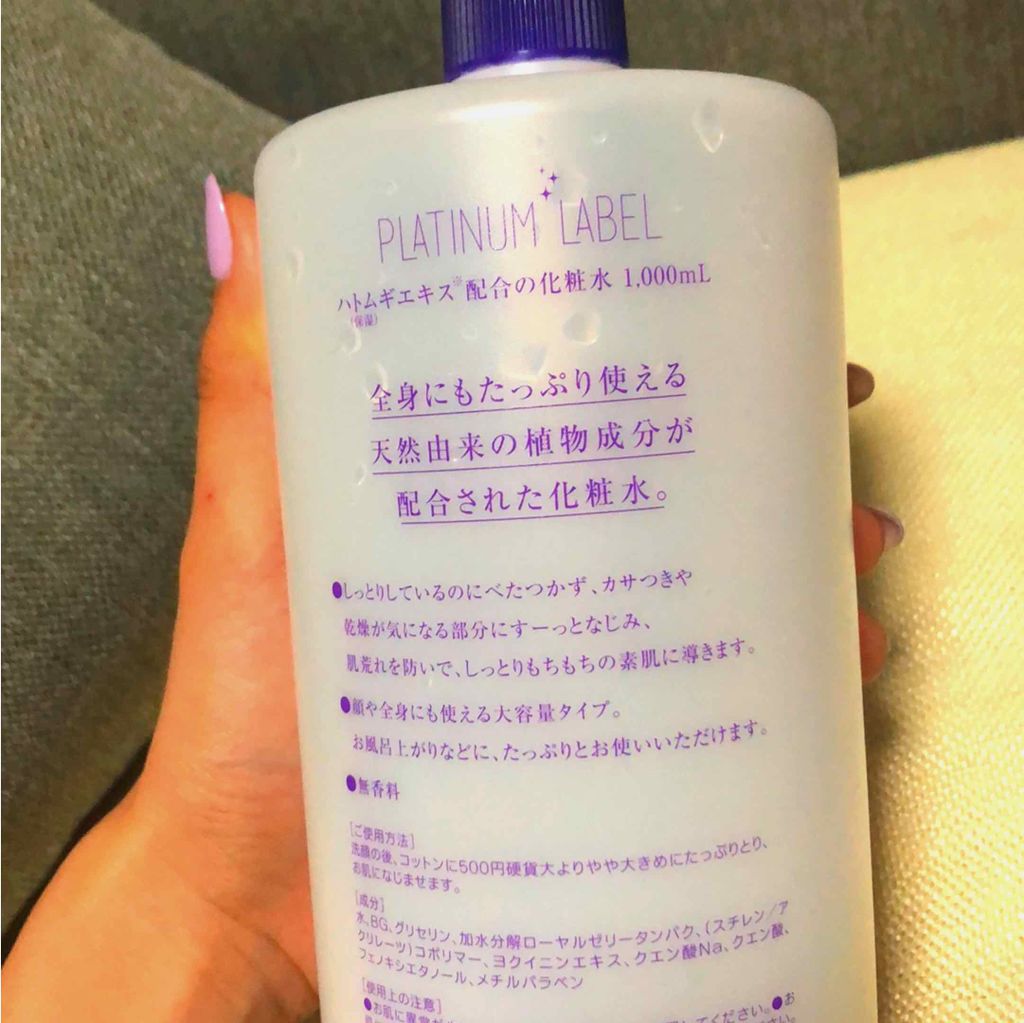 PLATINUM LABEL
ハトムギエキス※配合の化粧水 1,000mL
(保湿)
全身にもたっぷり使える
天然由来の植物成分が
配合された化粧水。
●しっとりしているのにべたつかず、カサつきや
乾燥が気になる部分にすーっとなじみ、
肌荒れを防いで、しっとりもちもちの素肌に導きます。
●顔や全身にも使える大容量タイプ。
お風呂上がりなどに、たっぷりとお使いいただけます。
●無香料
[ご使用方法]
洗顔の後、コットンに500円硬貨大よりやや大きめにたっぷりとり、
お肌になじませます。
[成分]
水、BG、グリセリン、加水分解ローヤルゼリータンパク、(スチレン/ア
クリレーツ)コポリマー、ヨクイニンエキス、クエン酸Na、クエン酸、
フェノキシエタノール、メチルパラベン
[使用上の注意]
●お肌に異常が てください。●お